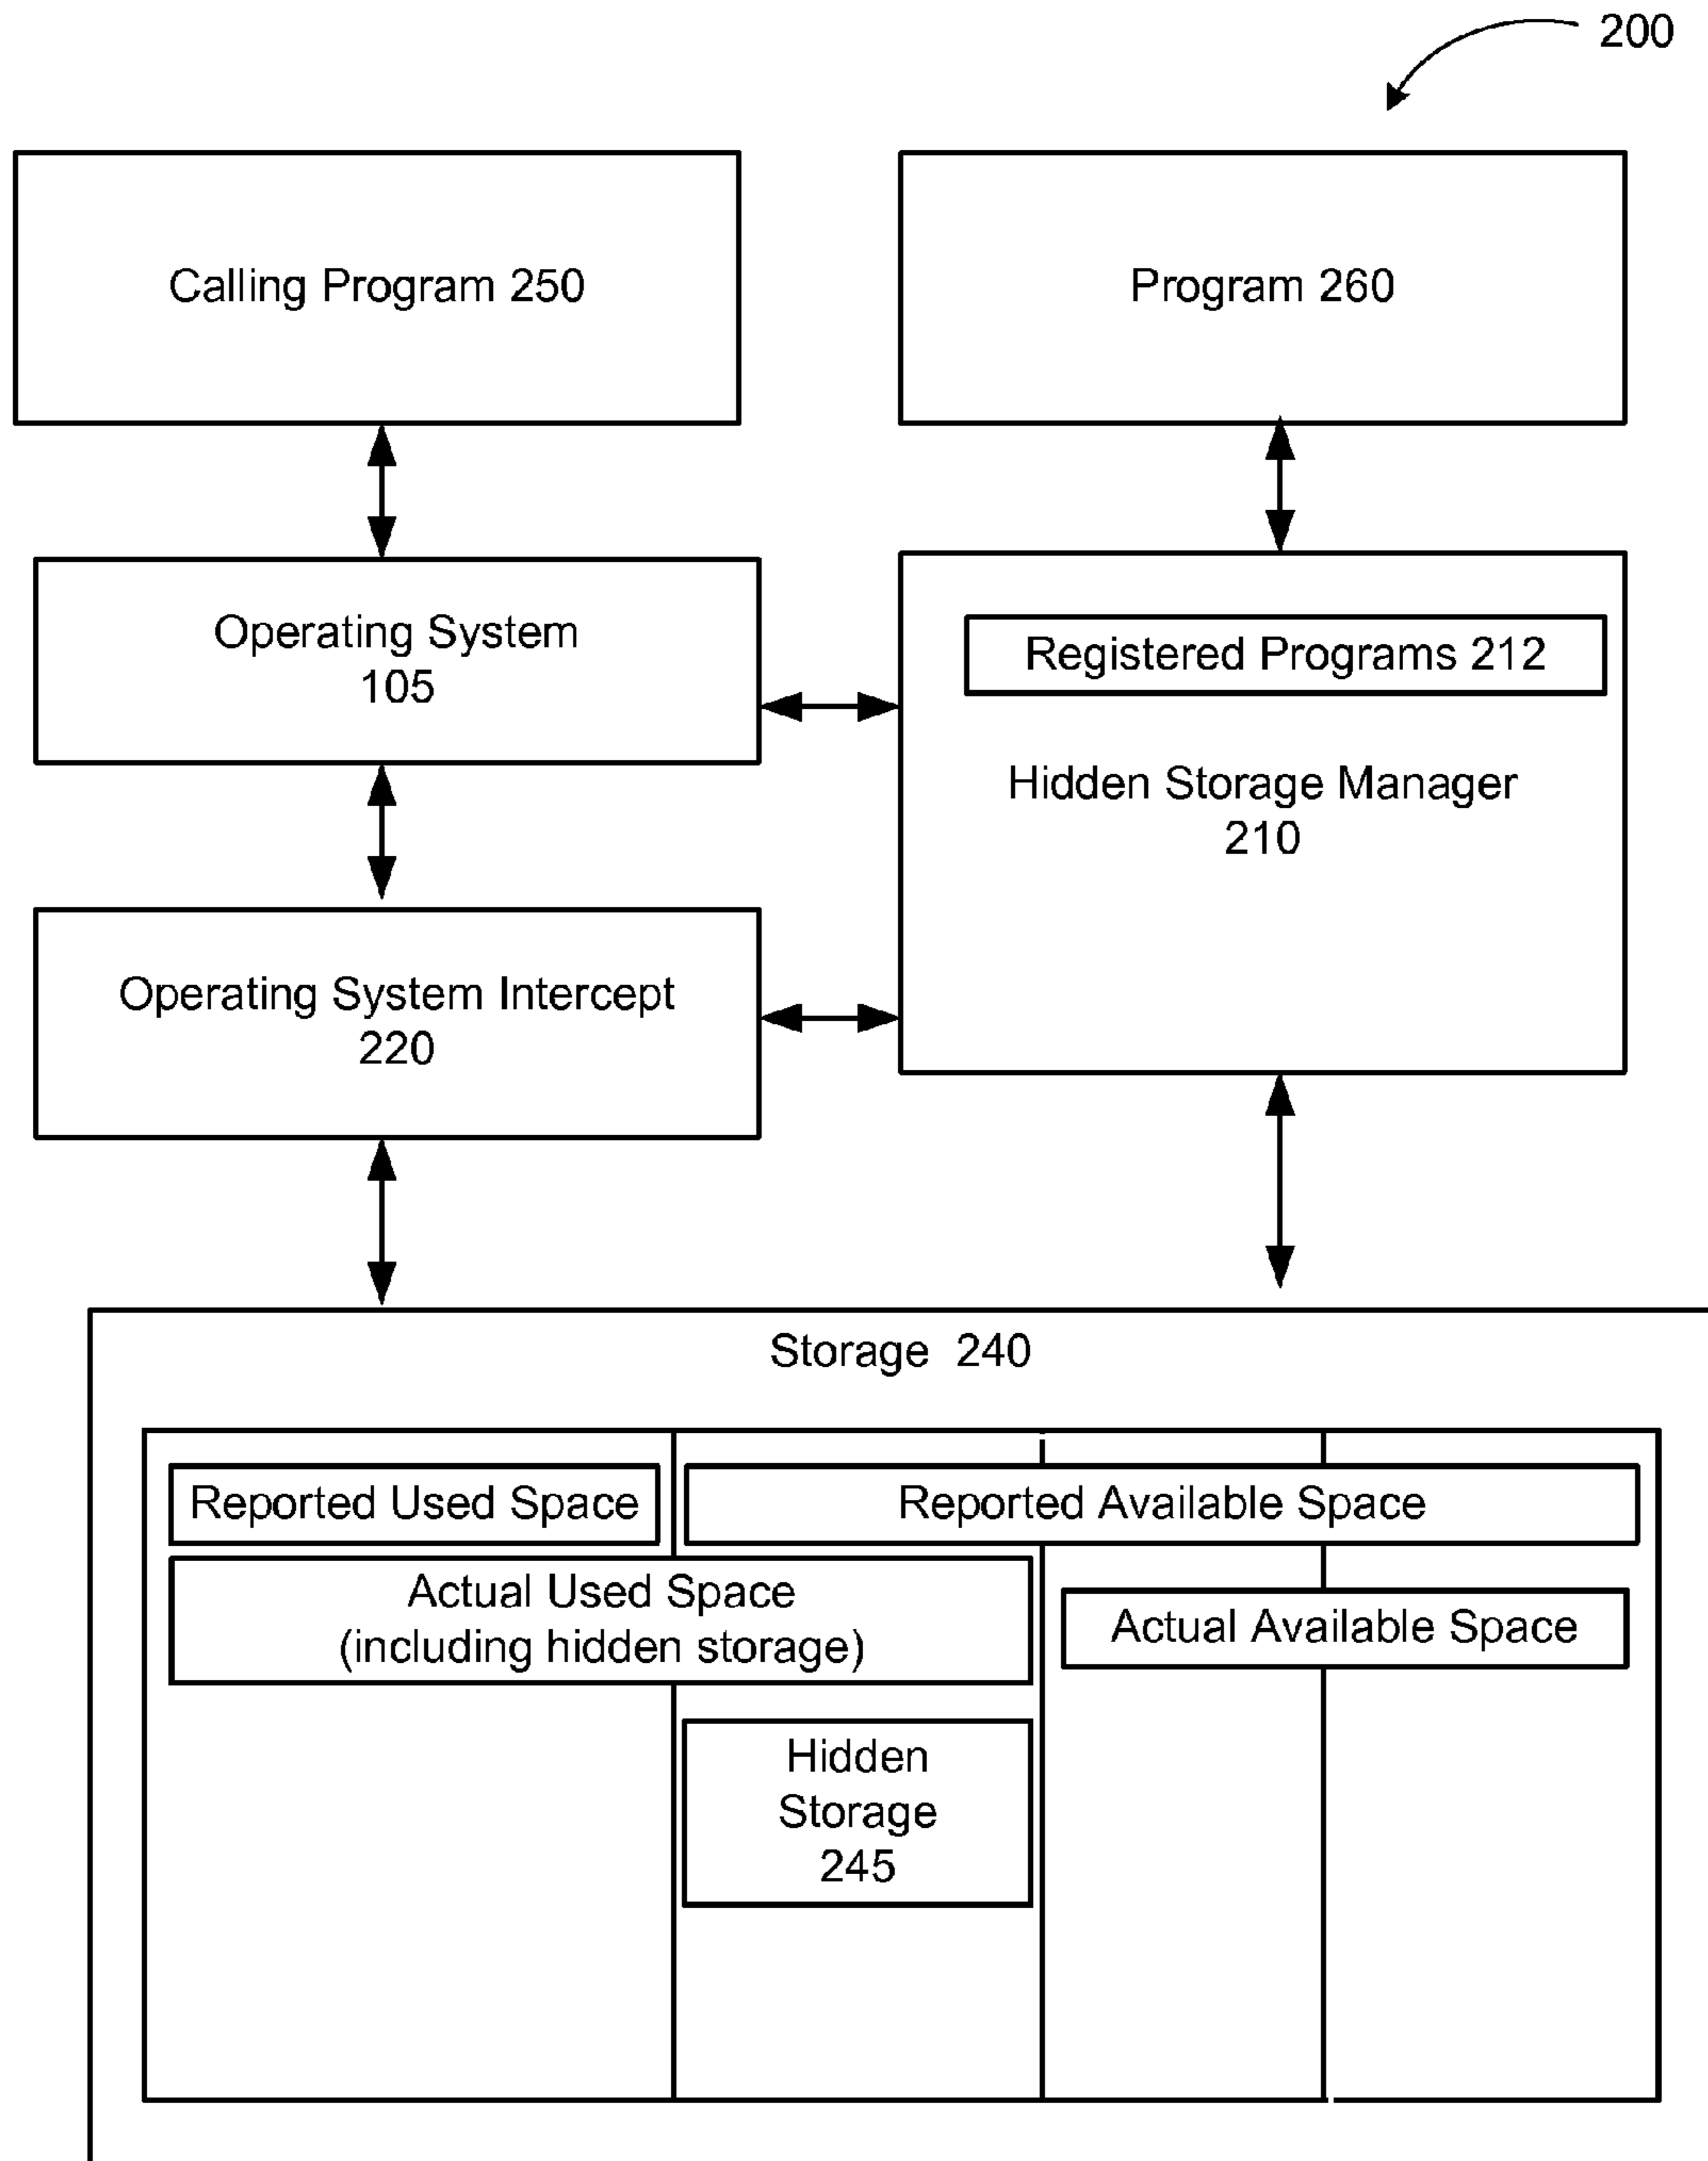 200
Calling Program 250
Program 260
Operating System
105
Registered Programs 212
Hidden Storage Manager
210
Operating System Intercept
220
Storage 240
Reported Used Space
Reported Available Space
Actual Used Space
(including hidden storage)
Actual Available Space
Hidden
Storage
245